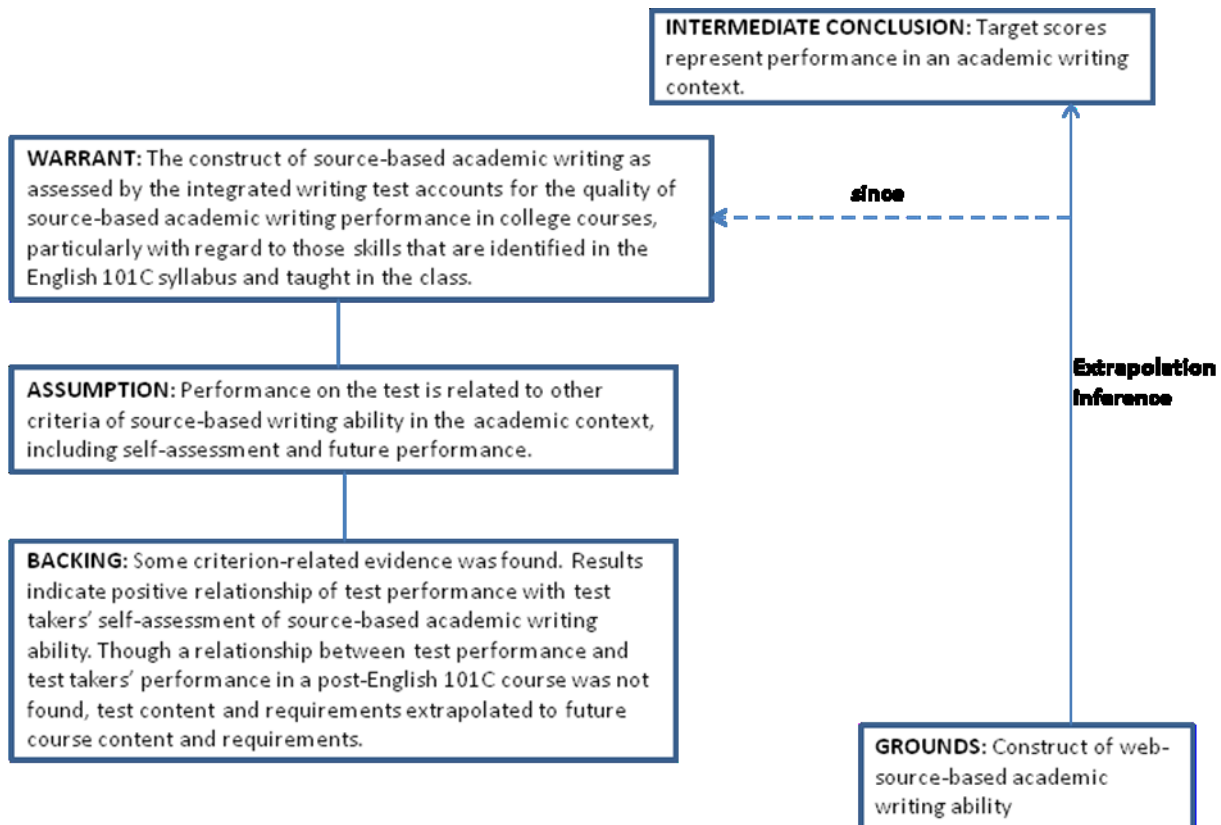 INTERMEDIATE CONCLUSION: Target scores
represent performance in an academic writing
context.
WARRANT: The construct of source-based academic writing as
assessed by the integrated writing test accounts for the quality of
source-based academic writing performance in college courses,
particularly with regard to those skills that are identified in the
English 101C syllabus and taught in the class.
since
ASSUMPTION: Performance on the test is related to other
criteria of source-based writing ability in the academic context,
including self-assessment and future performance.
Extrapolation
Inference
BACKING: Some criterion-related evidence was found. Results
indicate positive relationship of test performance with test
takers' self-assessment of source-based academic writing
ability. Though a relationship between test performance and
test takers' performance in a post-English 101C course was not
found, test content and requirements extrapolated to future
course content and requirements.
GROUNDS: Construct of web-
source-based academic
writing ability